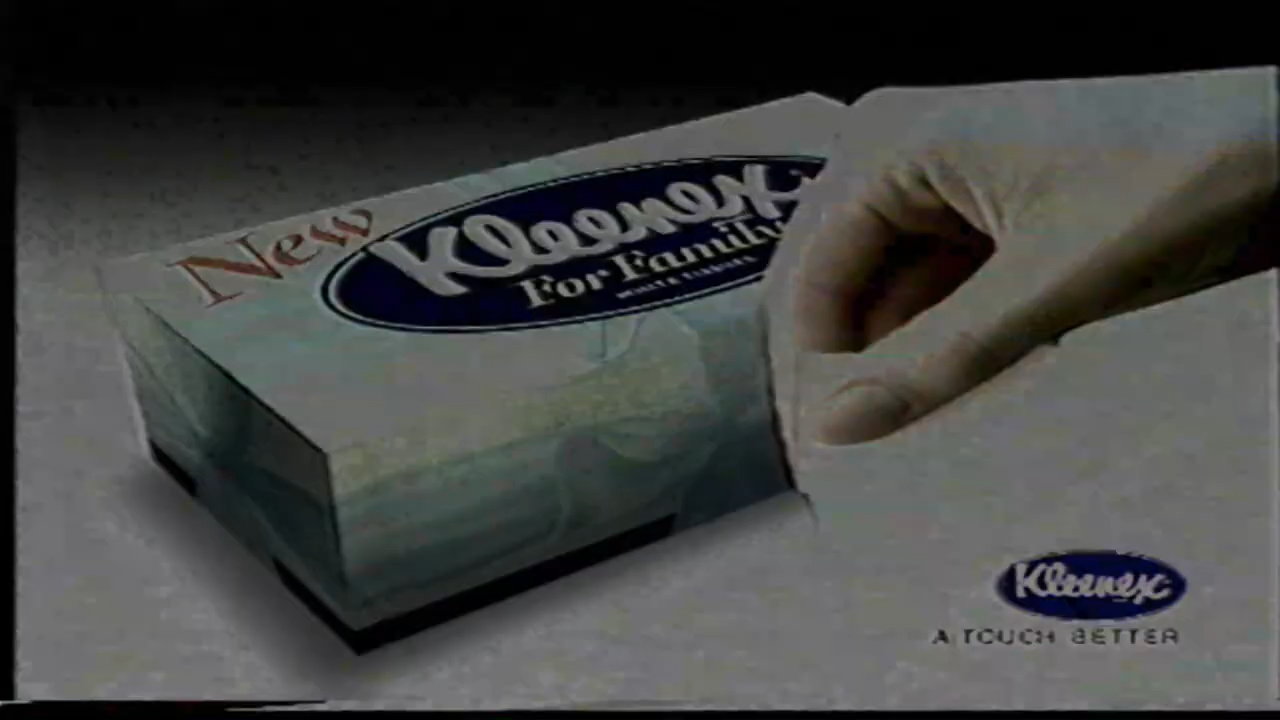 New
Kleenex
For Family
Kleenex
A TOUCH BETTER